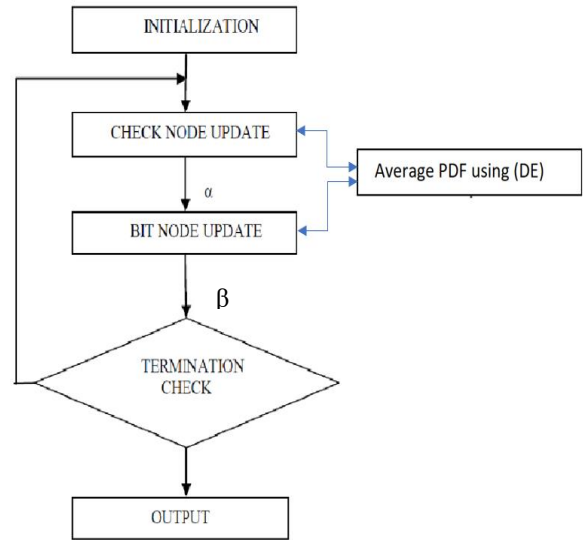 INITIALIZATION
CHECK NODE UPDATE
Average PDF using (DE)
α
BIT NODE UPDATE
β
TERMINATION
CHECK
OUTPUT